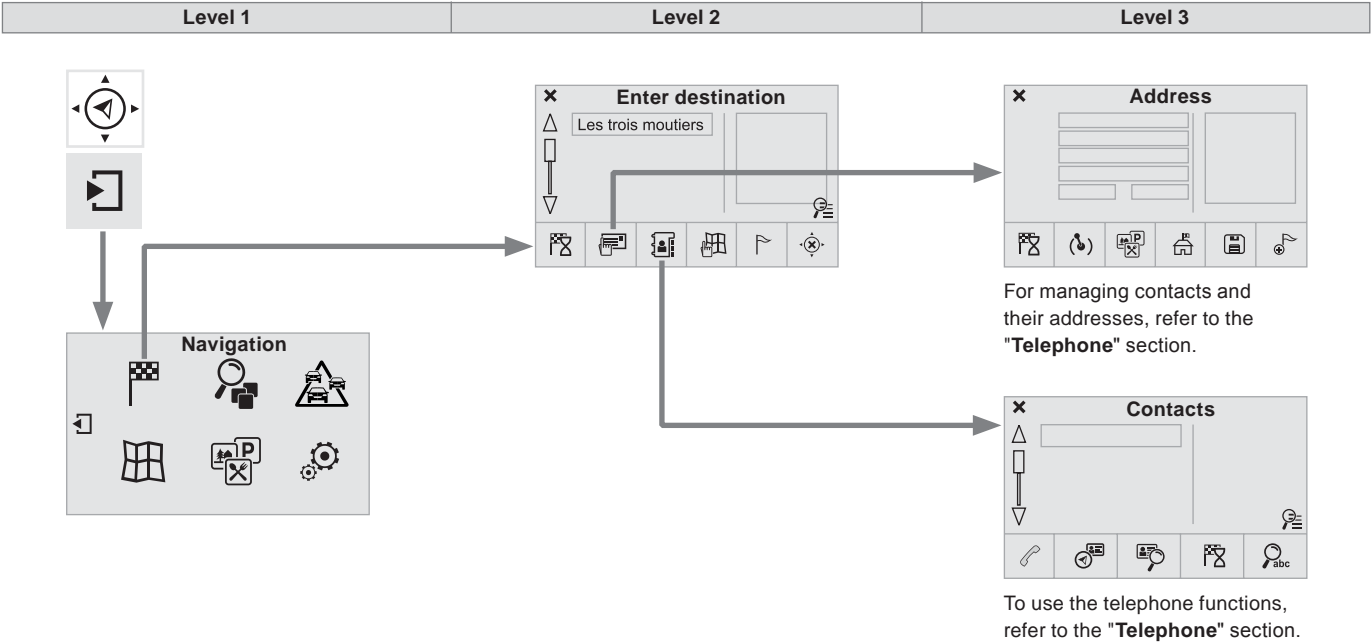 Level 1
Level 2
Level 3
Enter destination
Les trois moutiers
Address
For managing contacts and
their addresses, refer to the
"Telephone" section.
Navigation
P
P
Contacts
abc
To use the telephone functions,
refer to the "Telephone" section.